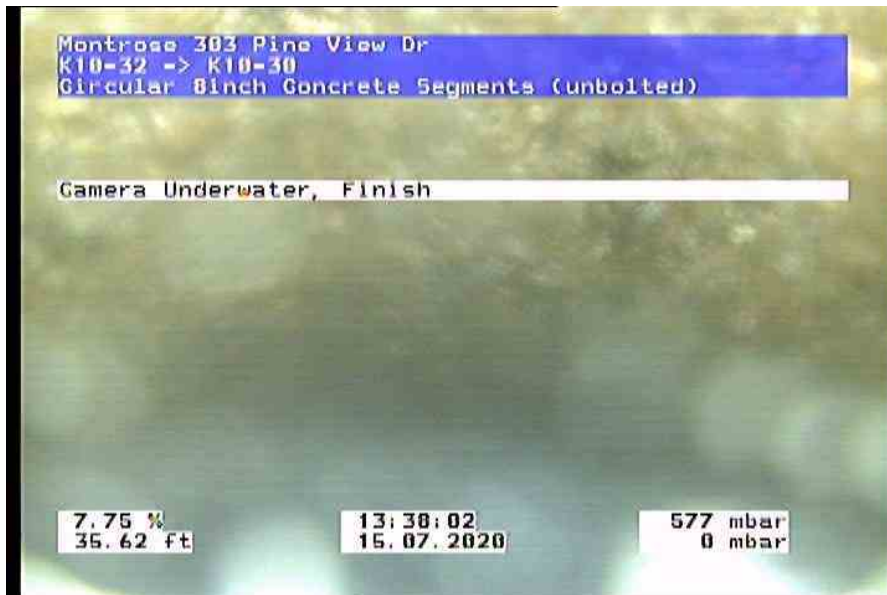 Montrose 303 Pine View Dr
K10-32 -> K10-30
Circular 8inch Concrete Segments (unbolted)
Camera Underwater, Finish
7.75 %
35.62 ft
13:38:02
15.07.2020
577 mbar
0 mbar